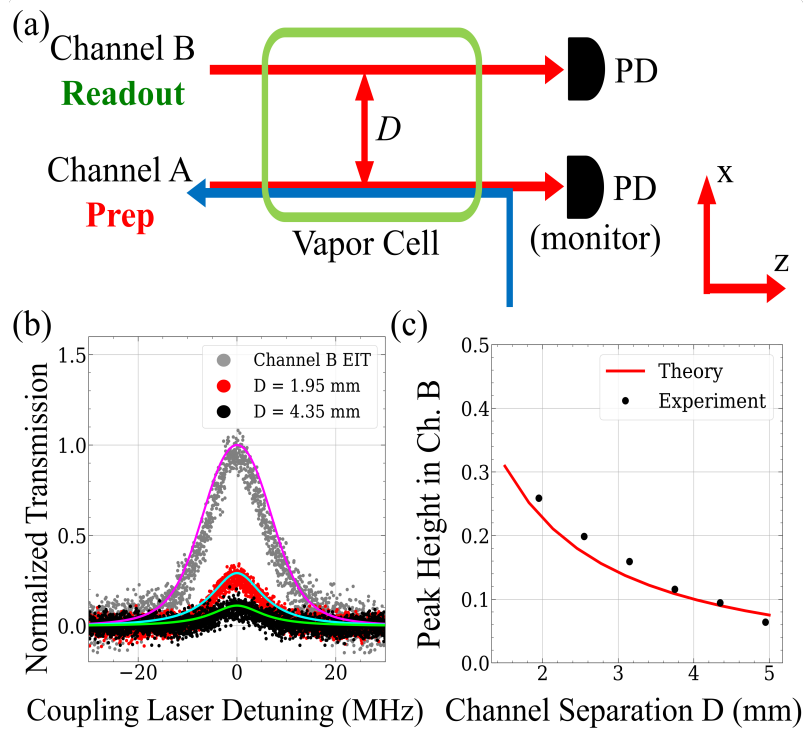 (a)
Channel B
Readout
PD
D
Channel A
Prep
PD
(monitor)
Vapor Cell
x
z
(b)
1.5
1.0
0.5
0.0
Normalized Transmission
Channel B EIT
D = 1.95 mm
D = 4.35 mm
−20
0
20
Coupling Laser Detuning (MHz)
(c)
0.5
0.4
0.3
0.2
0.1
0.0
Peak Height in Ch. B
Theory
Experiment
2
3
4
5
Channel Separation D (mm)